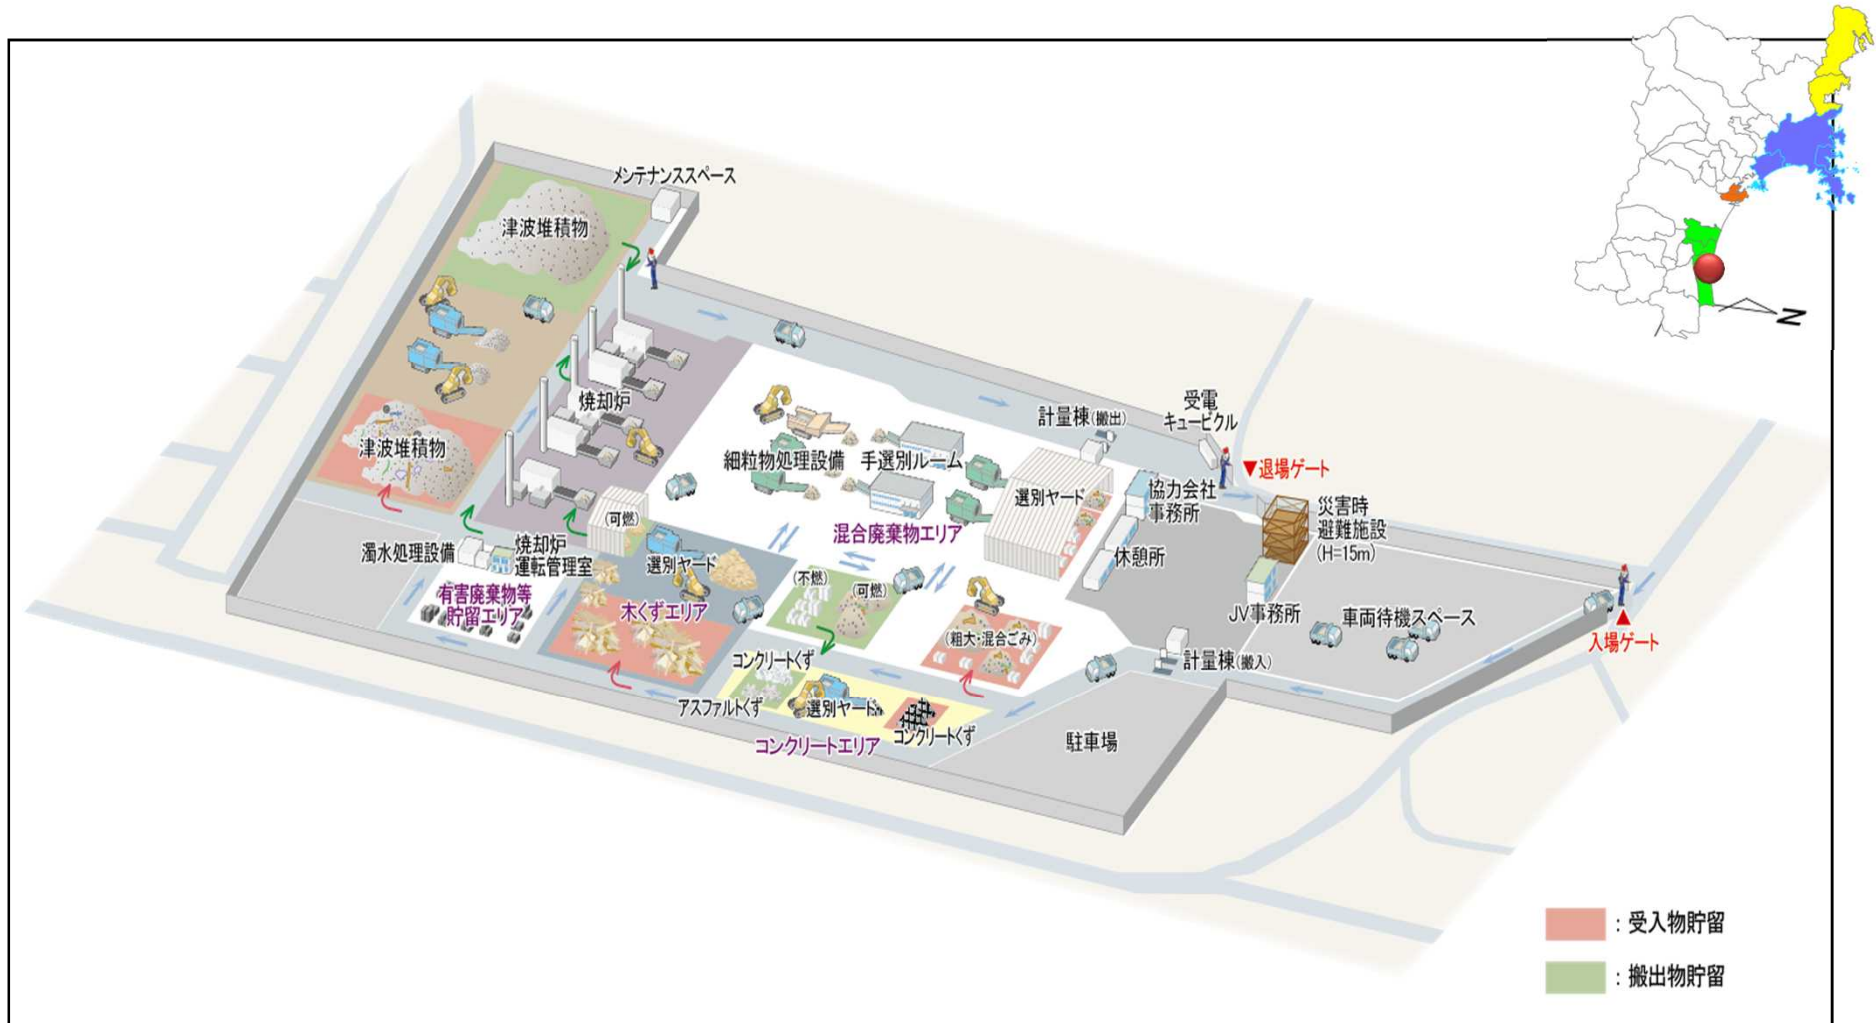 メンテナンススペース
津波堆積物
焼却炉
津波堆積物
計量棟(搬出)
受電
キュービクル
▼退場ゲート
細粒物処理設備
手選別ルーム
選別ヤード
協力会社
事務所
災害時
避難施設
(H=15m)
混合廃棄物エリア
休憩所
(可燃)
濁水処理設備
焼却炉
運転管理室
選別ヤード
有害廃棄物等
貯留エリア
木くずエリア
(不燃)
(可燃)
(粗大・混合ごみ)
JV事務所
車両待機スペース
▲
入場ゲート
計量棟(搬入)
コンクリートくず
アスファルトくず
選別ヤード
コンクリートくず
コンクリートエリア
駐車場
N
：受入物貯留
：搬出物貯留